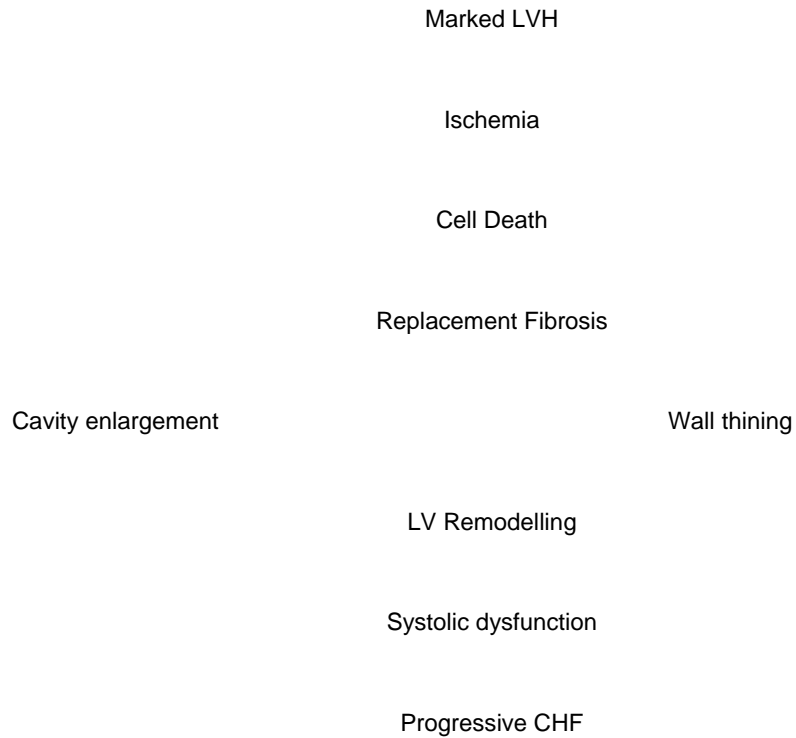 Marked LVH
Ischemia
Cell Death
Replacement Fibrosis
Cavity enlargement
Wall thining
LV Remodelling
Systolic dysfunction
Progressive CHF